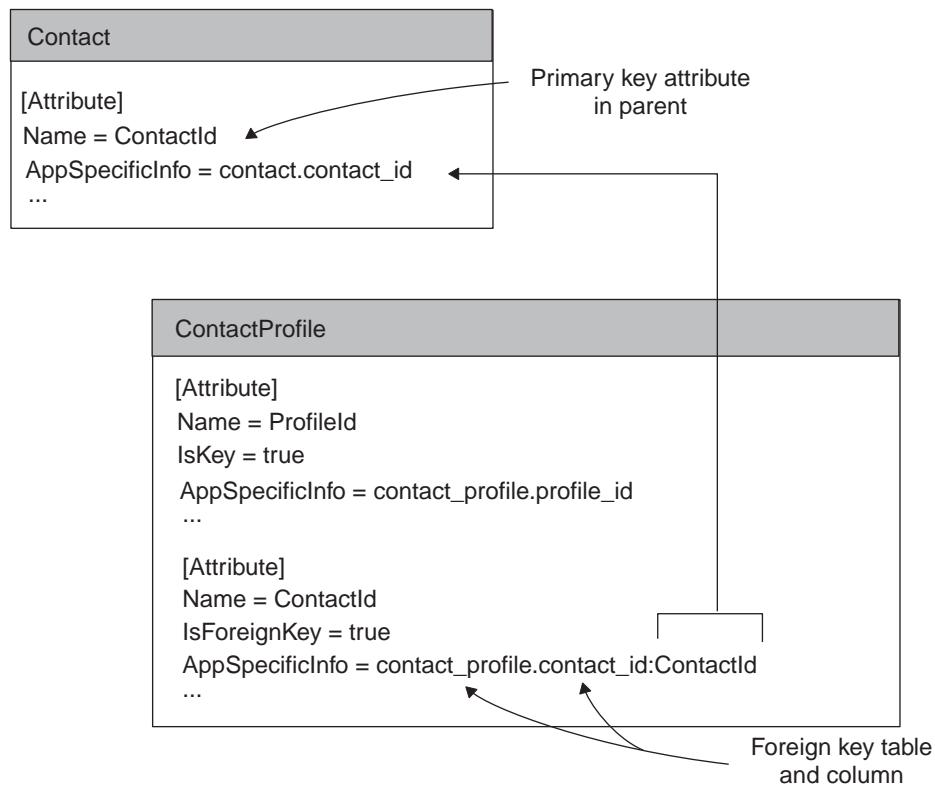 Contact
Primary key attribute
in parent
[Attribute]
Name = ContactId
AppSpecificInfo = contact.contact_id
...
ContactProfile
[Attribute]
Name = ProfileId
IsKey = true
AppSpecificInfo = contact_profile.profile_id
...
[Attribute]
Name = ContactId
IsForeignKey = true
AppSpecificInfo = contact_profile.contact_id:ContactId
...
Foreign key table
and column